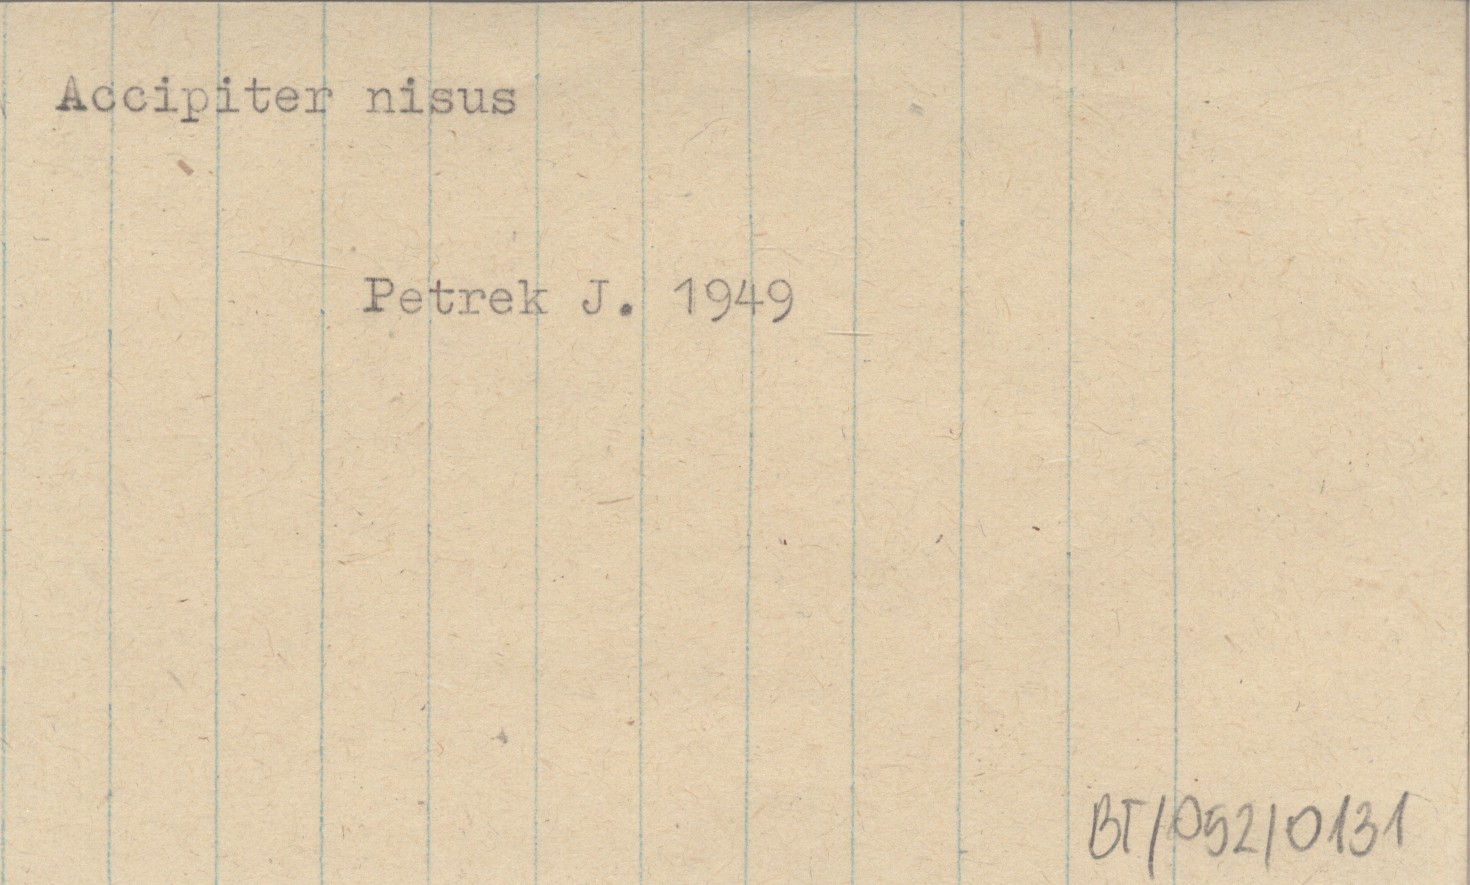 Accipiter nisus
Petrek J. 1949
BT/052/0131